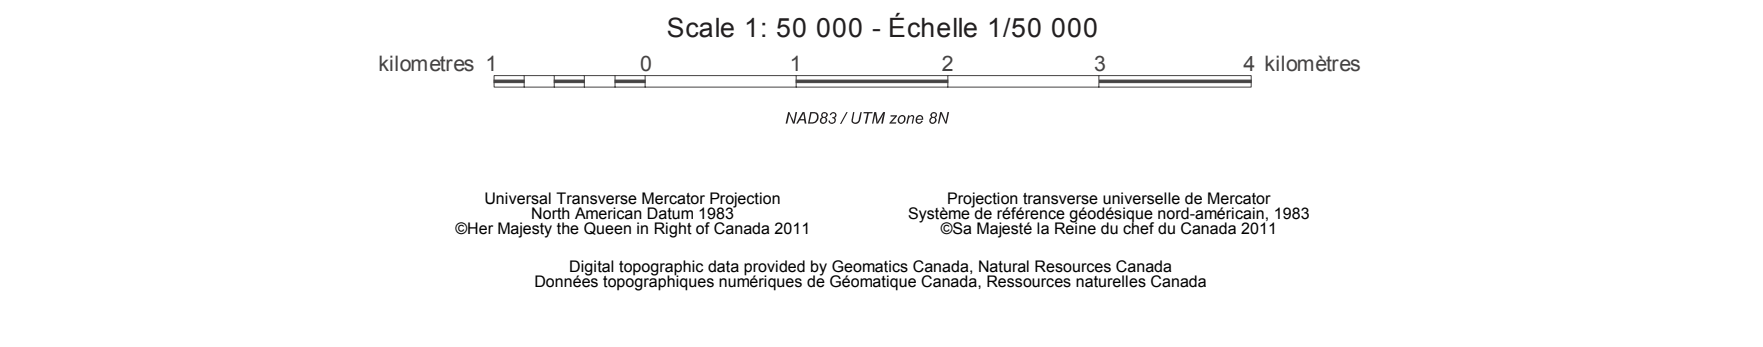 Scale 1: 50 000 - Échelle 1/50 000
kilometres 1 0 1 2 3 4 kilomètres
NAD83 / UTM zone 8N
Universal Transverse Mercator Projection
North American Datum 1983
©Her Majesty the Queen in Right of Canada 2011
Projection transverse universelle de Mercator
Système de référence géodésique nord-américain, 1983
©Sa Majesté la Reine du chef du Canada 2011
Digital topographic data provided by Geomatics Canada, Natural Resources Canada
Données topographiques numériques de Géomatique Canada, Ressources naturelles Canada